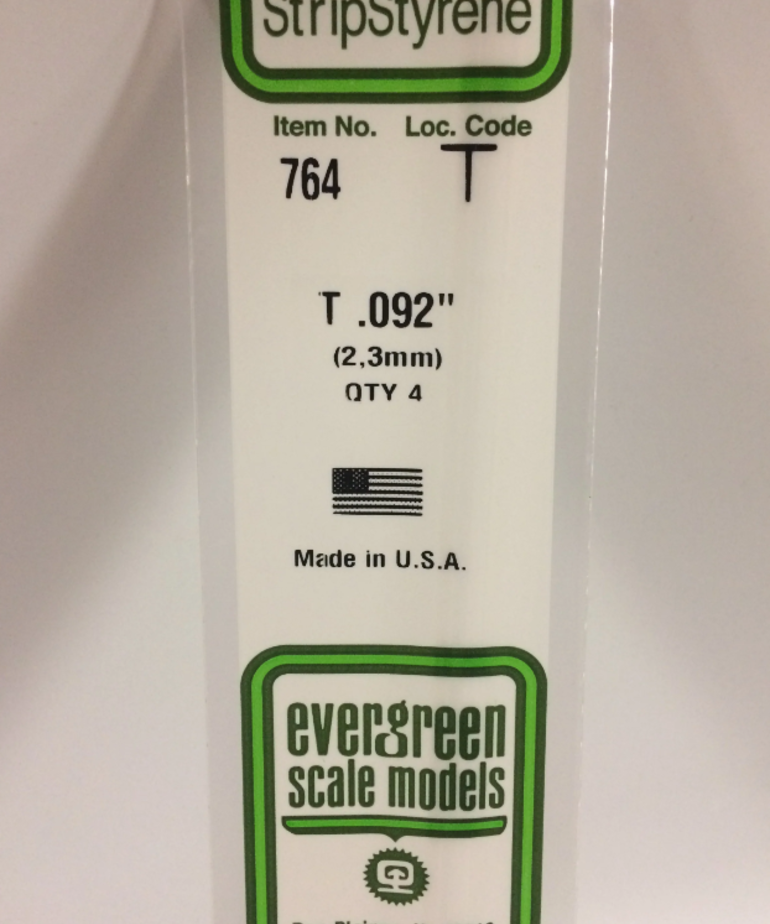 StripStyrene
Item No. Loc. Code
764 T
T .092"
(2,3mm)
QTY 4
Made in U.S.A.
evergreen
scale models